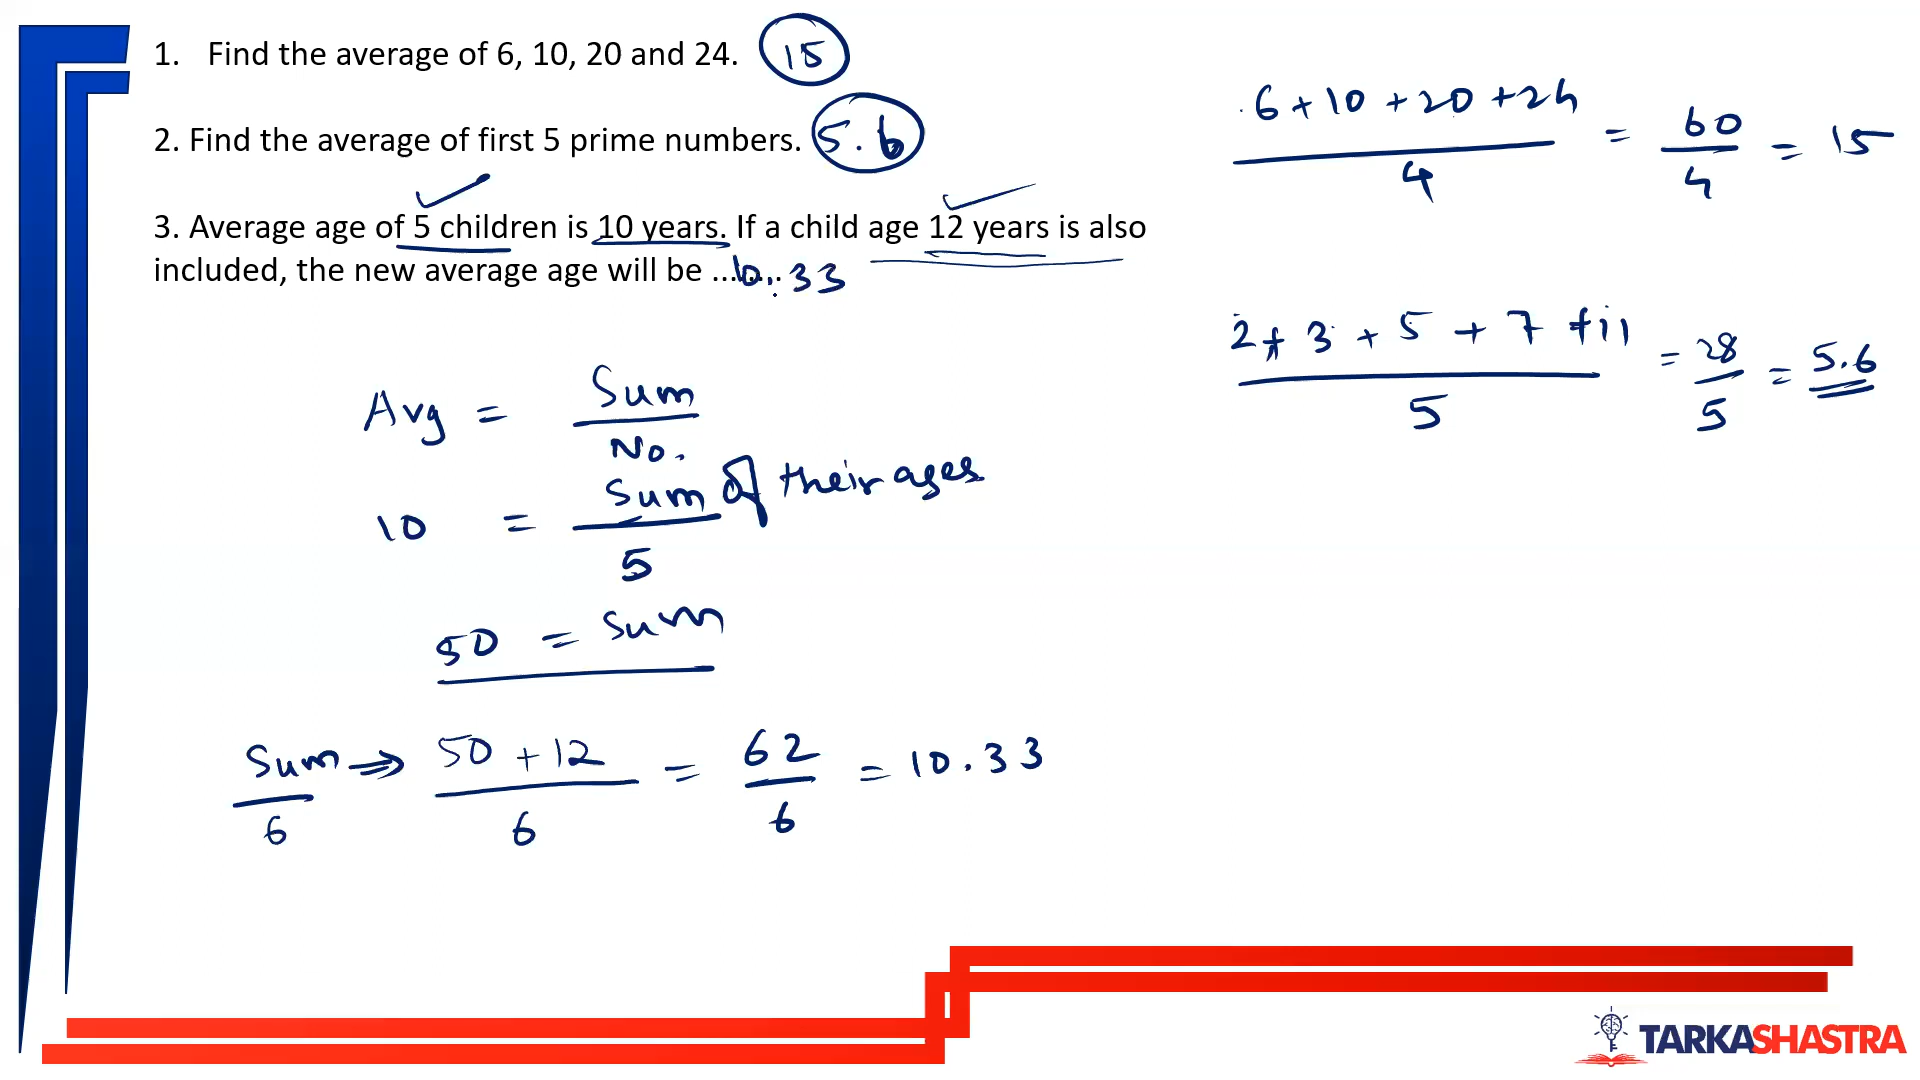 1. Find the average of 6, 10, 20 and 24. 15
2. Find the average of first 5 prime numbers. 5.6
3. Average age of 5 children is 10 years. If a child age 12 years is also
included, the new average age will be ........ 10.33
6 + 10 + 20 + 24 / 4 = 60 / 4 = 15
2 + 3 + 5 + 7 + 11 / 5 = 28 / 5 = 5.6
Avg = Sum / No.
10 = Sum of their ages / 5
50 = Sum
Sum / 6 ⇒ 50 + 12 / 6 = 62 / 6 = 10.33
TARKASHASTRA